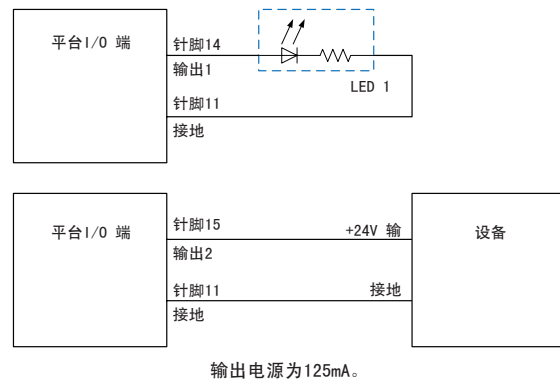 平台I/O 端
针脚14
输出1
LED 1
针脚11
接地
平台I/O 端
针脚15
+24V 输
设备
输出2
针脚11
接地
接地
输出电源为125mA。